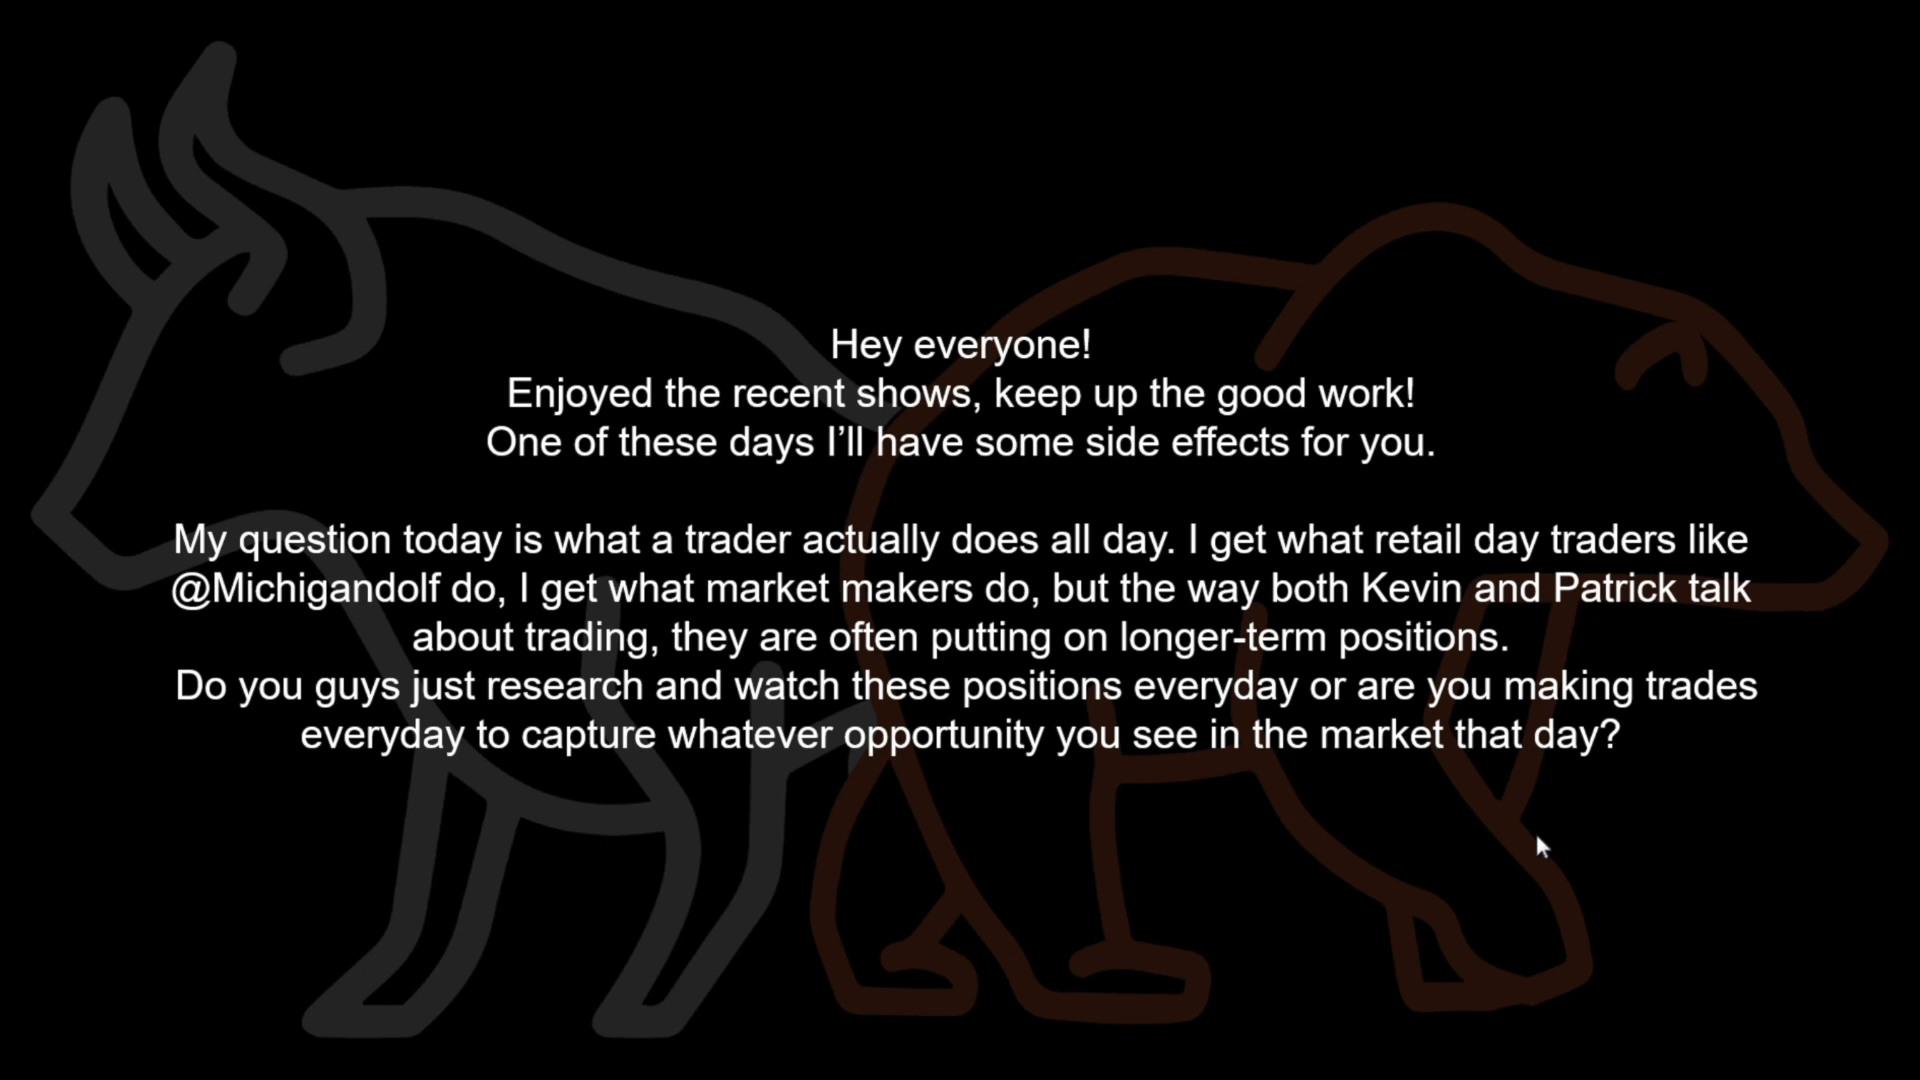 Hey everyone!
Enjoyed the recent shows, keep up the good work!
One of these days I’ll have some side effects for you.
My question today is what a trader actually does all day. I get what retail day traders like
@Michigandolf do, I get what market makers do, but the way both Kevin and Patrick talk
about trading, they are often putting on longer-term positions.
Do you guys just research and watch these positions everyday or are you making trades
everyday to capture whatever opportunity you see in the market that day?